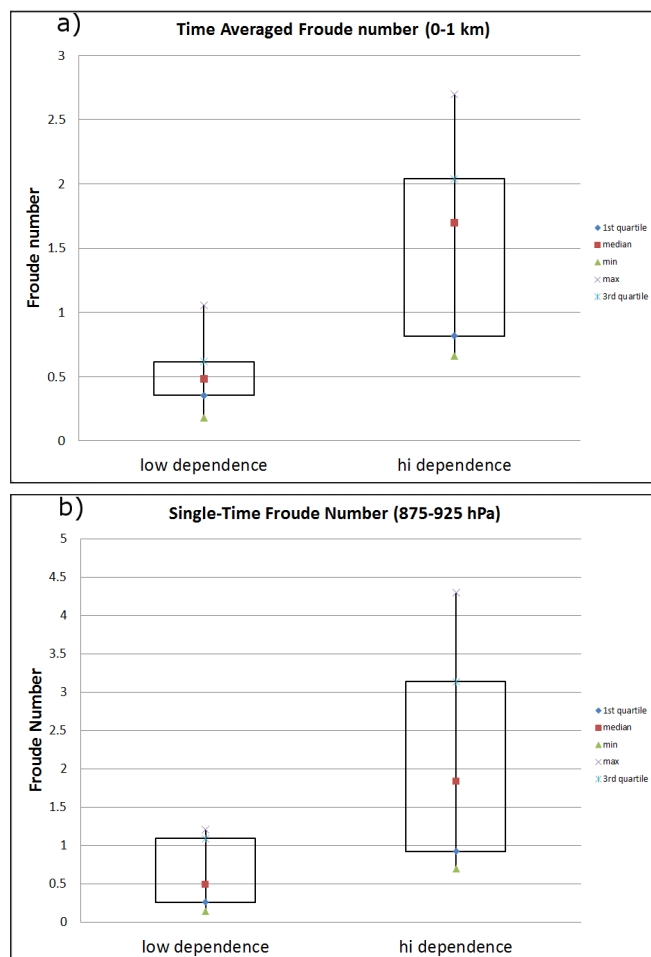 a)
Time Averaged Froude number (0-1 km)
3
2.5
2
1.5
1
0.5
0
Froude number
low dependence
hi dependence
1st quartile
median
min
max
3rd quartile
b)
Single-Time Froude Number (875-925 hPa)
5
4.5
4
3.5
3
2.5
2
1.5
1
0.5
0
Froude Number
low dependence
hi dependence
1st quartile
median
min
max
3rd quartile